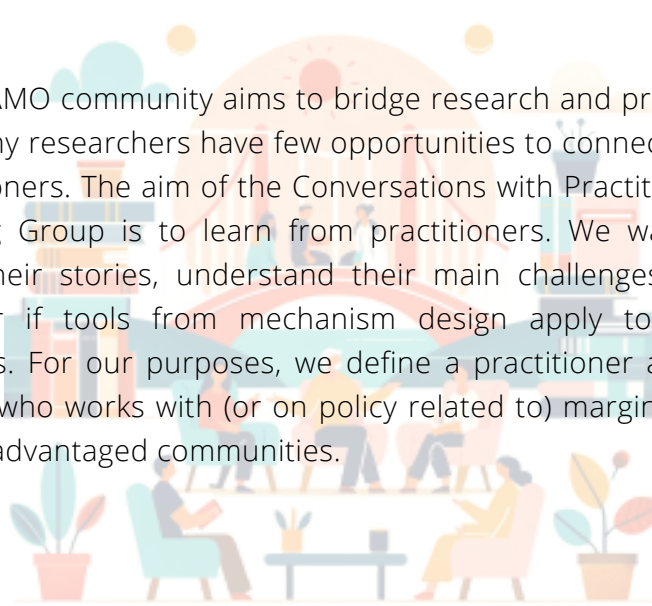 AMO community aims to bridge research and pr
ny researchers have few opportunities to connec
oners. The aim of the Conversations with Practit
g Group is to learn from practitioners. We wa
heir stories, understand their main challenges
r if tools from mechanism design apply to
s. For our purposes, we define a practitioner a
who works with (or on policy related to) margin
advantaged communities.